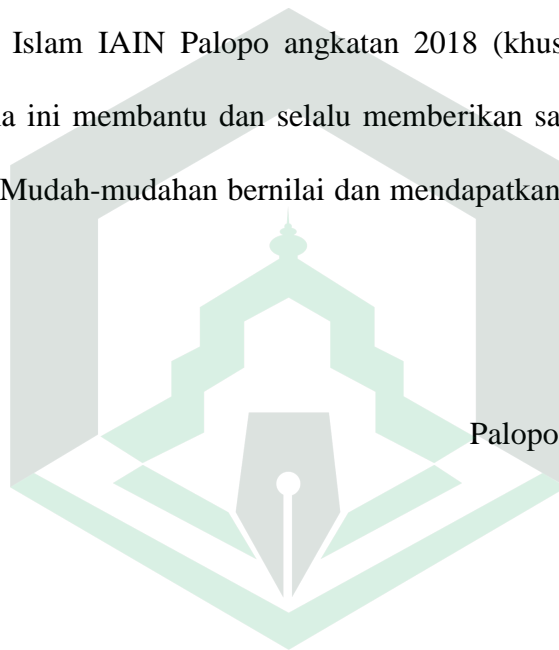 Islam IAIN Palopo angkatan 2018 (khus
a ini membantu dan selalu memberikan sa
Mudah-mudahan bernilai dan mendapatkan
Palopo